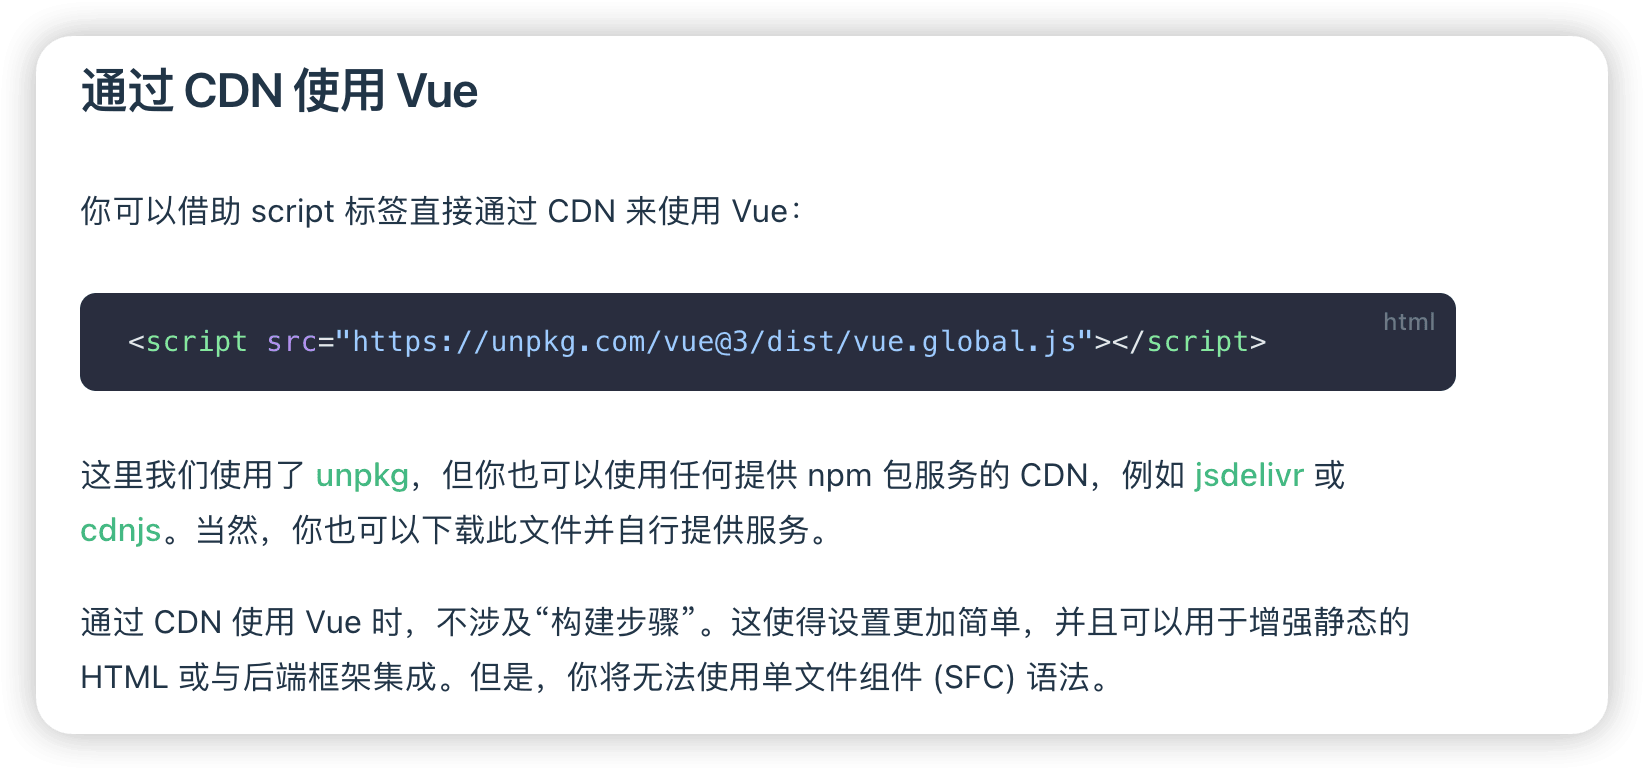 通过 CDN 使用 Vue
你可以借助 script 标签直接通过 CDN 来使用 Vue：
html
<script src="https://unpkg.com/vue@3/dist/vue.global.js"></script>
这里我们使用了 unpkg，但你也可以使用任何提供 npm 包服务的 CDN，例如 jsdelivr 或
cdnjs。当然，你也可以下载此文件并自行提供服务。
通过 CDN 使用 Vue 时，不涉及“构建步骤”。这使得设置更加简单，并且可以用于增强静态的
HTML 或与后端框架集成。但是，你将无法使用单文件组件 (SFC) 语法。